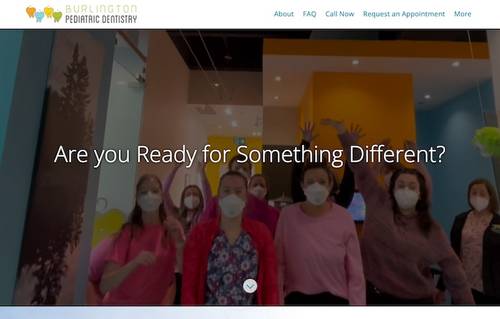 BURLINGTON
PEDIATRIC DENTISTRY
About FAQ Call Now Request an Appointment More
Are you Ready for Something Different?